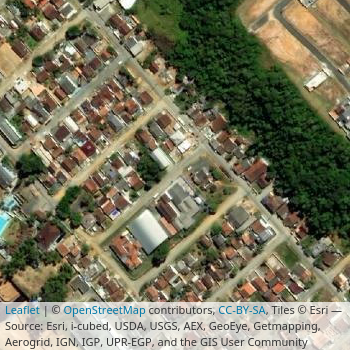 Leaflet | © OpenStreetMap contributors, CC-BY-SA, Tiles © Esri —
Source: Esri, i-cubed, USDA, USGS, AEX, GeoEye, Getmapping,
Aerogrid, IGN, IGP, UPR-EGP, and the GIS User Community